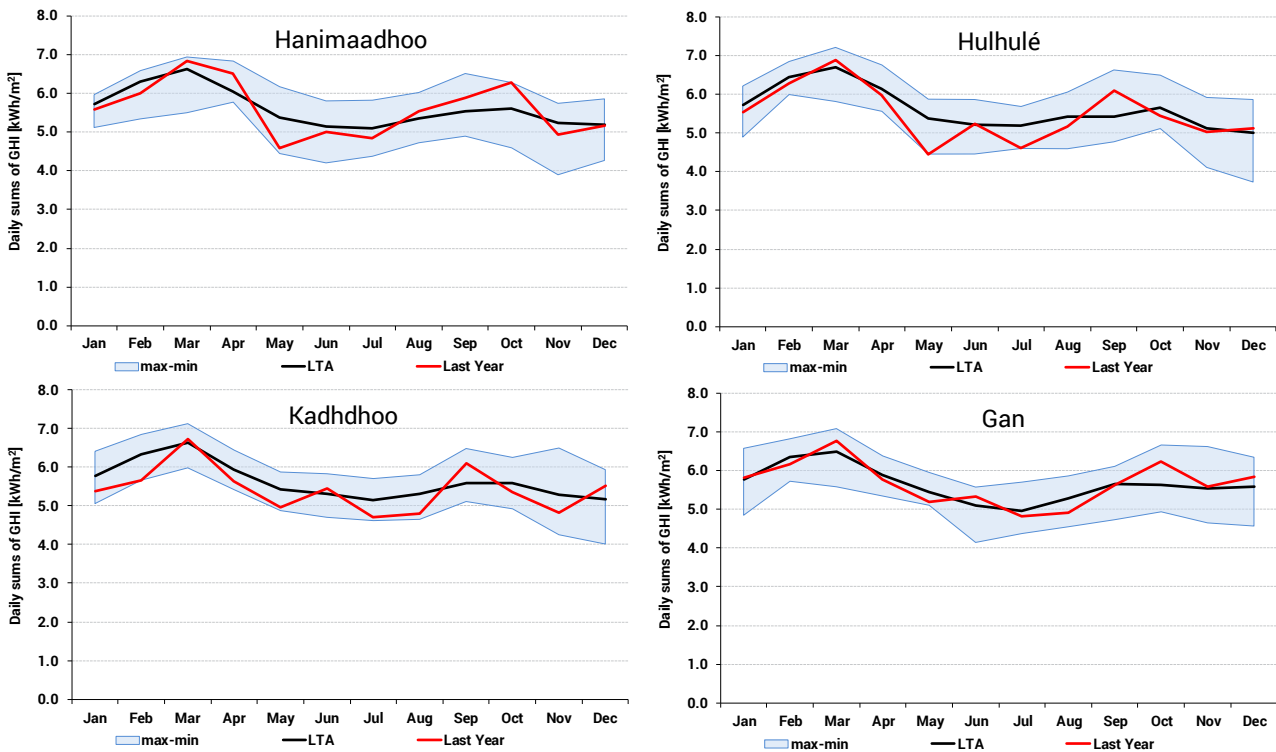 Hanimaadhoo
Daily sums of GHI [kWh/m²]
8.0
7.0
6.0
5.0
4.0
3.0
2.0
1.0
0.0
Jan Feb Mar Apr May Jun Jul Aug Sep Oct Nov Dec
max-min LTA Last Year
Hulhulé
Daily sums of GHI [kWh/m²]
8.0
7.0
6.0
5.0
4.0
3.0
2.0
1.0
0.0
Jan Feb Mar Apr May Jun Jul Aug Sep Oct Nov Dec
max-min LTA Last Year
Kadhdhoo
Daily sums of GHI [kWh/m²]
8.0
7.0
6.0
5.0
4.0
3.0
2.0
1.0
0.0
Jan Feb Mar Apr May Jun Jul Aug Sep Oct Nov Dec
max-min LTA Last Year
Gan
Daily sums of GHI [kWh/m²]
8.0
7.0
6.0
5.0
4.0
3.0
2.0
1.0
0.0
Jan Feb Mar Apr May Jun Jul Aug Sep Oct Nov Dec
max-min LTA Last Year